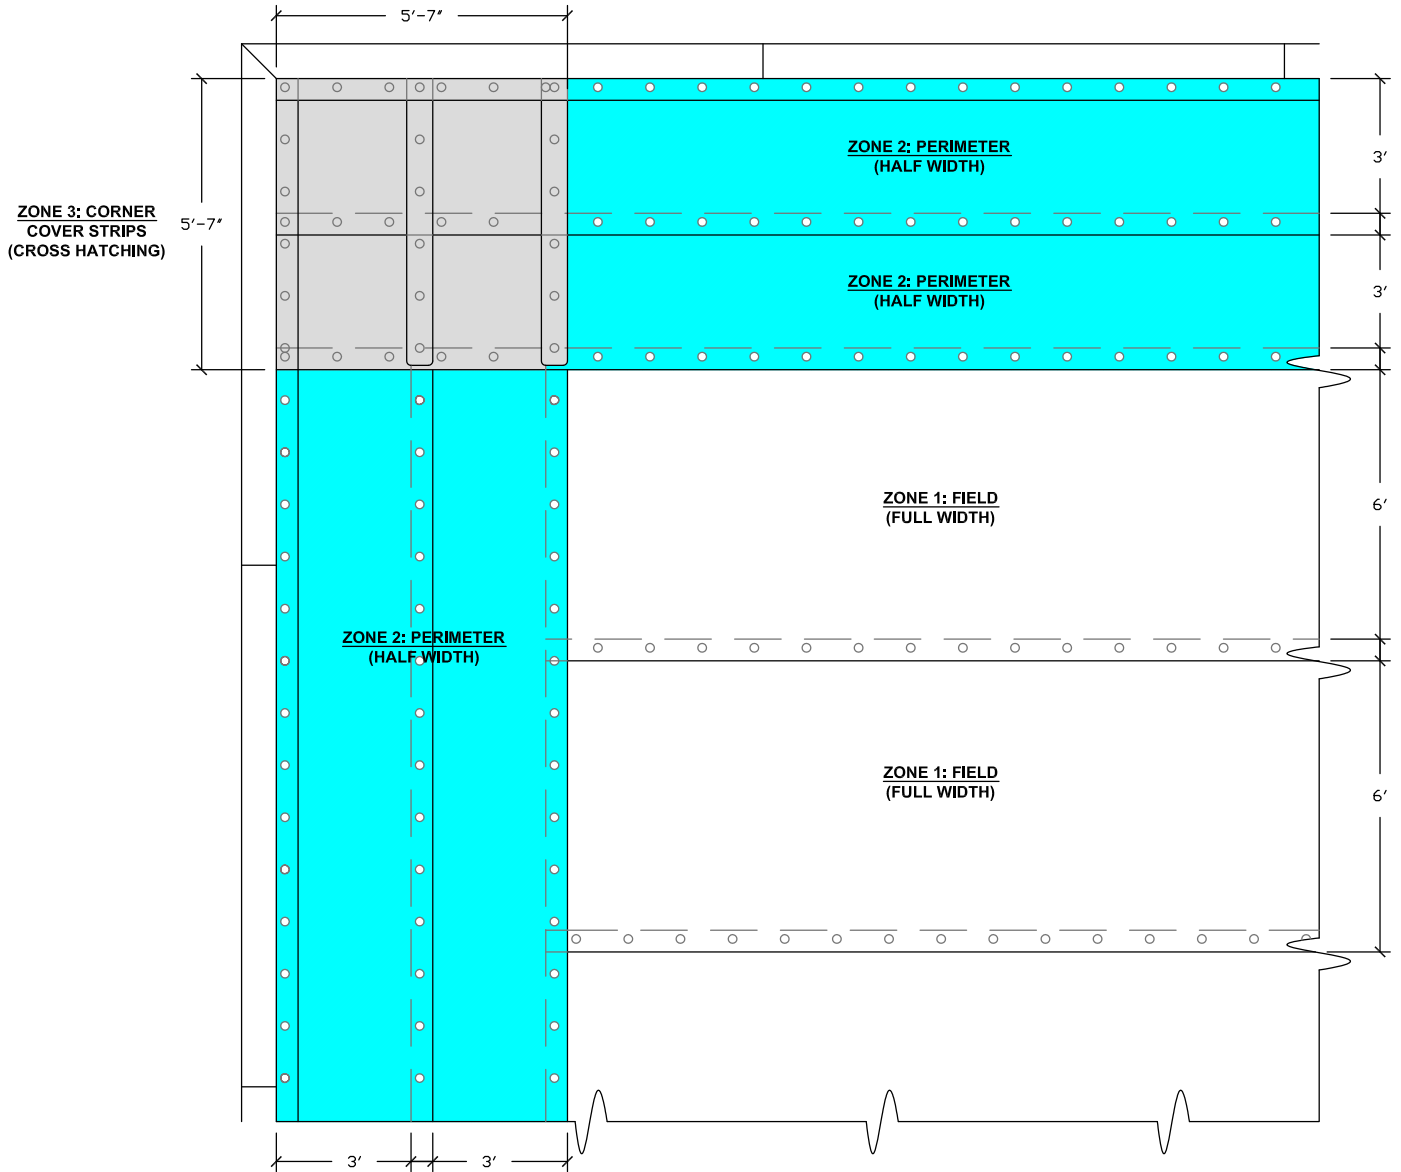 5'-7"
ZONE 2: PERIMETER
(HALF WIDTH)
3'
ZONE 3: CORNER
COVER STRIPS
(CROSS HATCHING)
5'-7"
ZONE 2: PERIMETER
(HALF WIDTH)
3'
ZONE 1: FIELD
(FULL WIDTH)
6'
ZONE 2: PERIMETER
(HALF WIDTH)
ZONE 1: FIELD
(FULL WIDTH)
6'
3'
3'